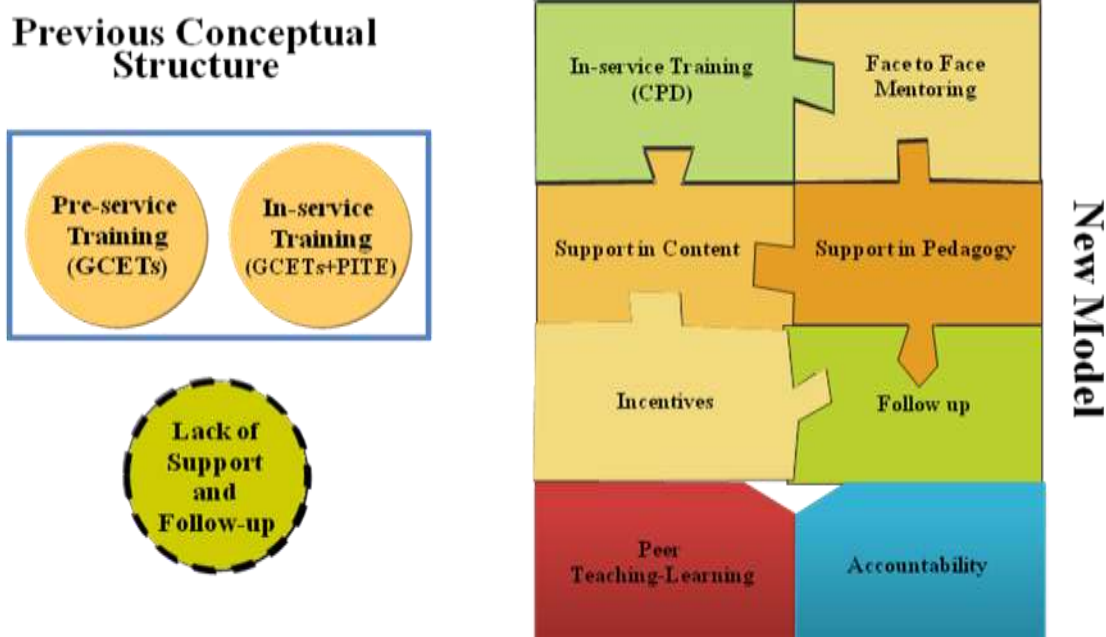 Previous Conceptual
Structure
Pre-service
Training
(GCETs)
In-service
Training
(GCETs+PITE)
Lack of
Support
and
Follow-up
In-service Training
(CPD)
Face to Face
Mentoring
Support in Content
Support in Pedagogy
Incentives
Follow up
Peer
Teaching-Learning
Accountability
New Model